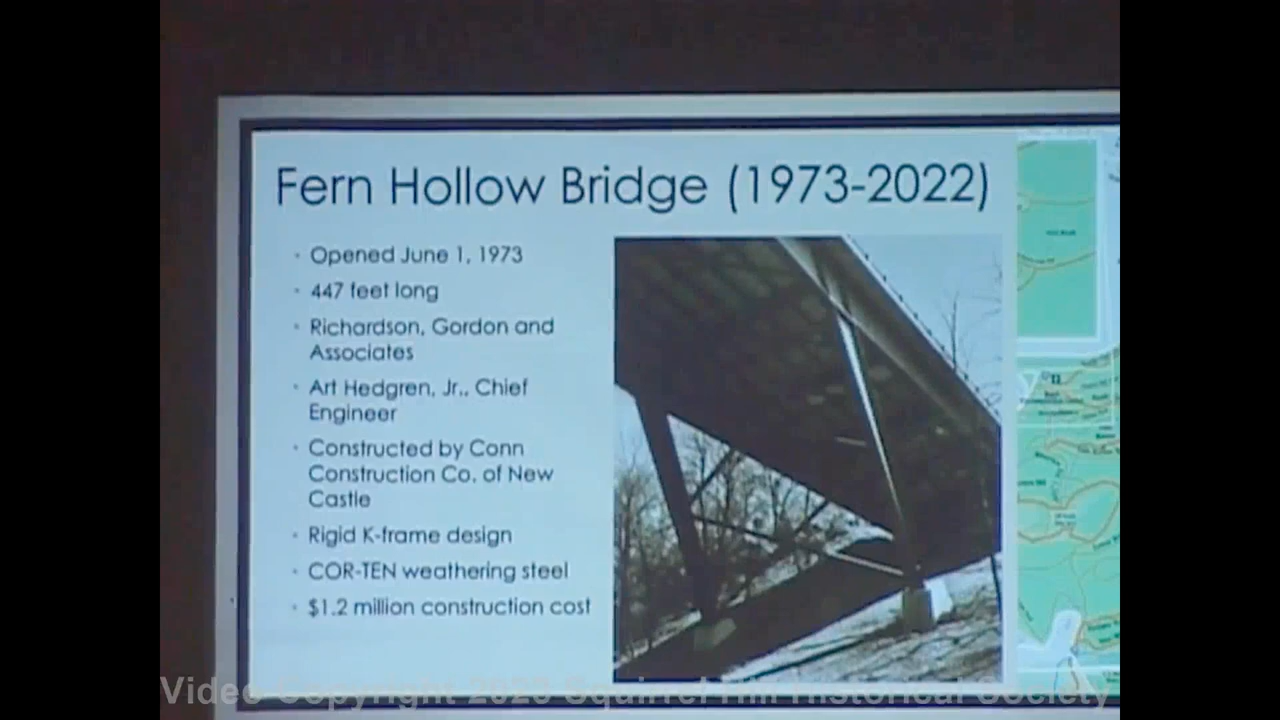 Fern Hollow Bridge (1973-2022)
· Opened June 1, 1973
· 447 feet long
· Richardson, Gordon and
Associates
· Art Hedgren, Jr., Chief
Engineer
· Constructed by Conn
Construction Co. of New
Castle
· Rigid K-frame design
· COR-TEN weathering steel
· $1.2 million construction cost
Video Copyright 2023 Squirrel Hill Historical Society